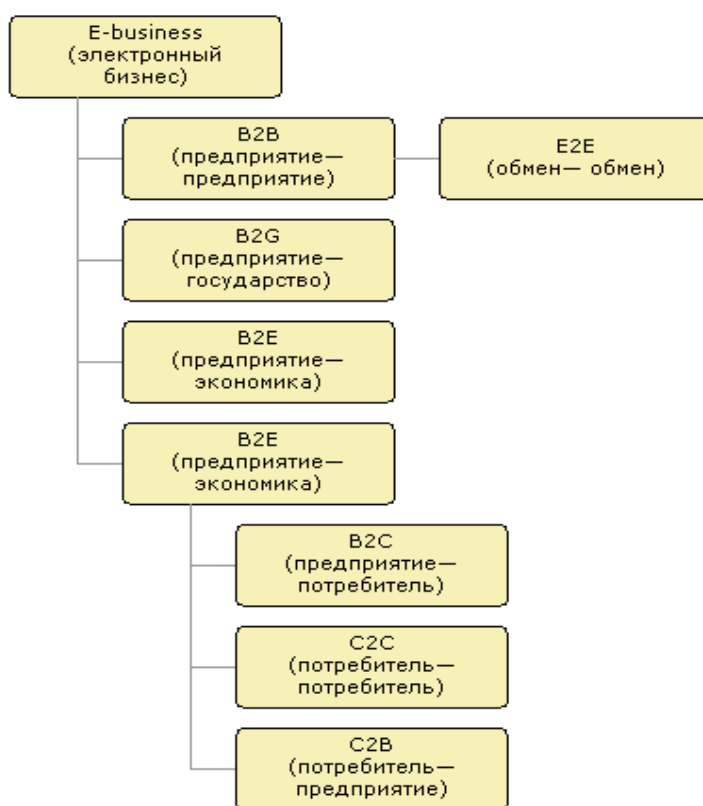 E-business
(электронный
бизнес)
B2B
(предприятие—
предприятие)
E2E
(обмен— обмен)
B2G
(предприятие—
государство)
B2E
(предприятие—
экономика)
B2E
(предприятие—
экономика)
B2C
(предприятие—
потребитель)
C2C
(потребитель—
потребитель)
C2B
(потребитель—
предприятие)